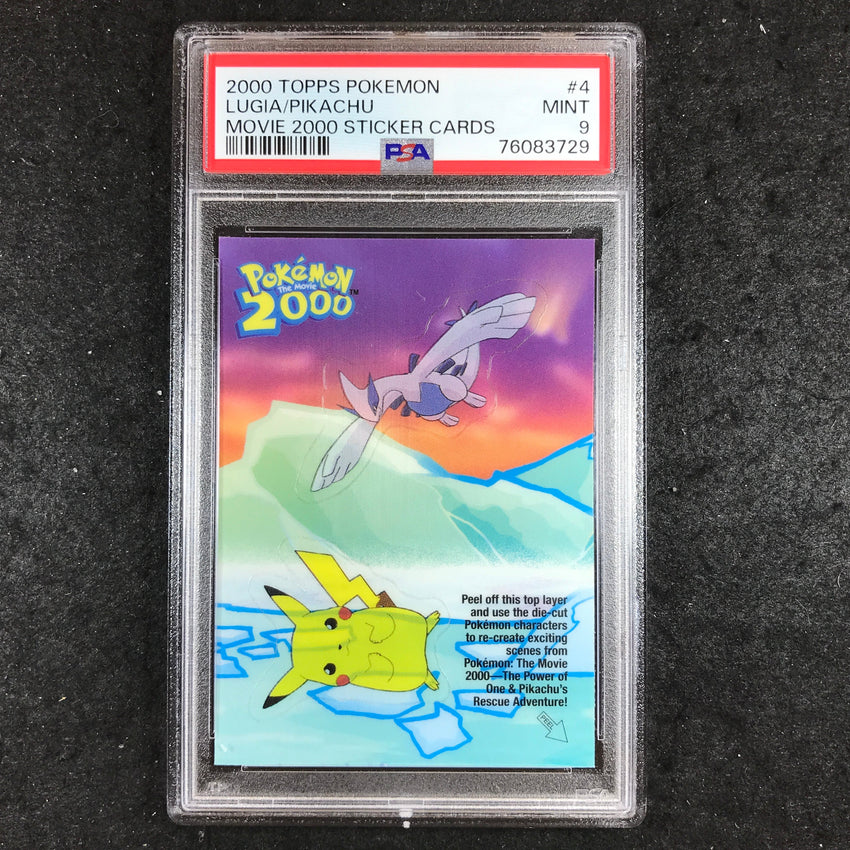 2000 TOPPS POKEMON #4
LUGIA/PIKACHU MINT
MOVIE 2000 STICKER CARDS 9
PSA 76083729
POKéMON
The Movie
2000 ™
Peel off this top layer
and use the die-cut
Pokémon characters
to re-create exciting
scenes from
Pokémon: The Movie
2000—The Power of
One & Pikachu's
Rescue Adventure!
PEEL